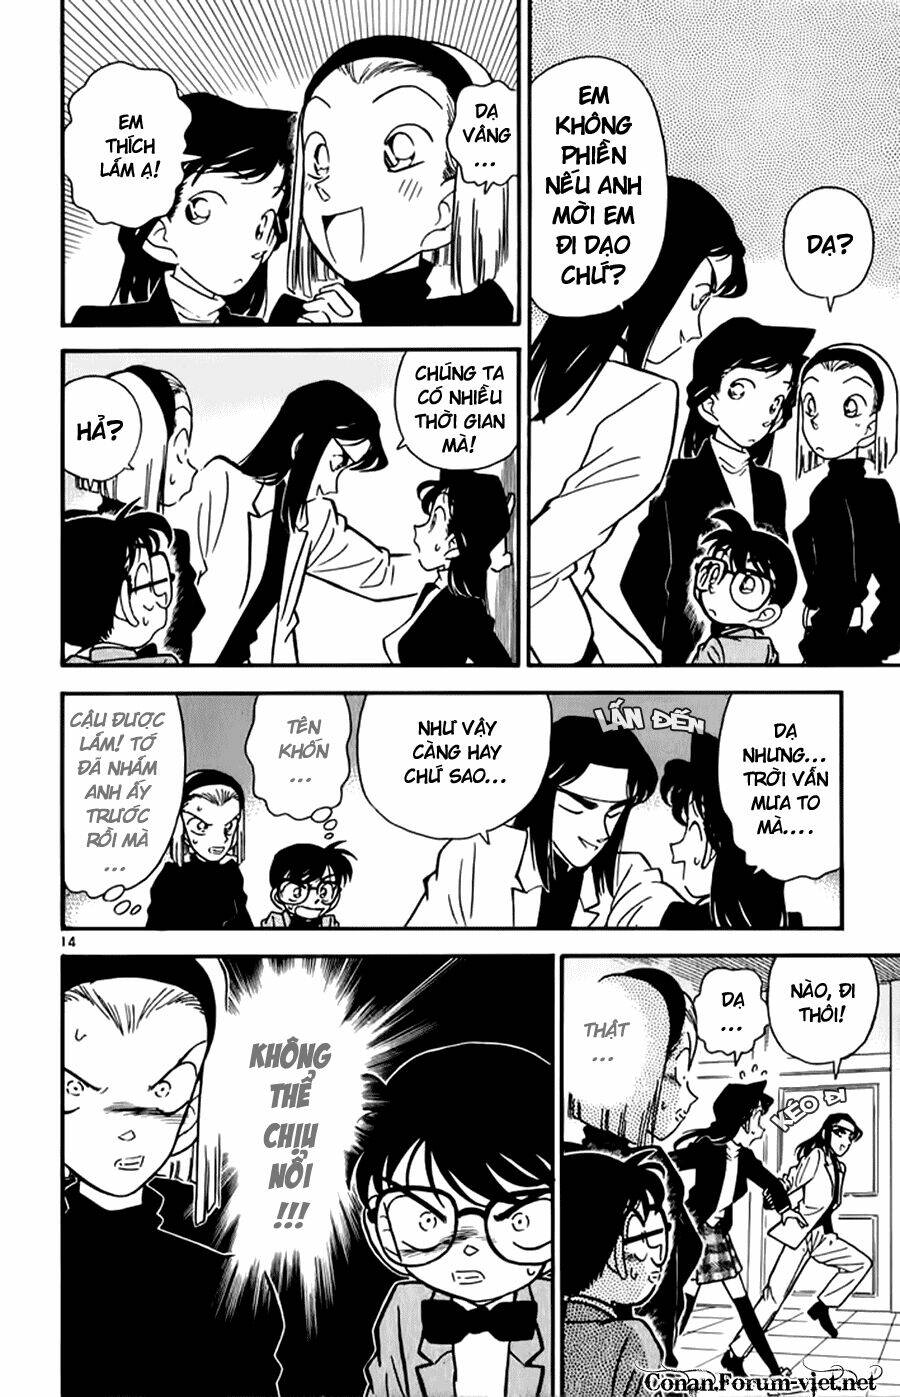 EM
KHÔNG
PHIỀN
NẾU ANH
MỜI EM
ĐI DẠO
CHỨ?
DẠ?
DẠ
VÂNG
...
EM
THÍCH
LẮM Ạ!
CHÚNG TA
CÓ NHIỀU
THỜI GIAN
MÀ!
HẢ?
DẠ
NHƯNG...
TRỜI VẤN
MƯA TO
MÀ....
LẤN ĐẾN
NHƯ VẬY
CÀNG HAY
CHỨ SAO...
TÊN
KHỐN
...
CẬU ĐƯỢC
LẮM! TỚ
ĐÃ NHẮM
ANH ẤY
TRƯỚC
RỒI MÀ
...
14
NÀO, ĐI
THÔI!
DẠ
...
KÉO ĐI
THẬT
...
KHÔNG
THỂ
CHỊU
NỔI
!!!
Conan.Forum-viet.net